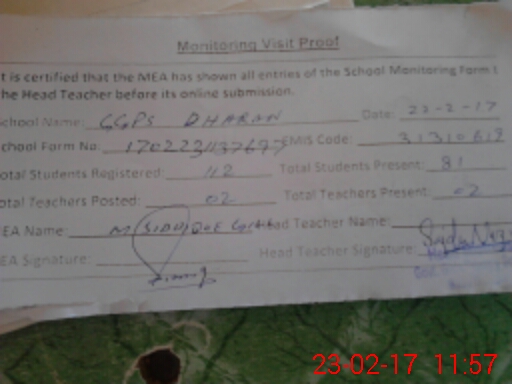 Monitoring Visit Proof
t is certified that the MEA has shown all entries of the School Monitoring Form t
he Head Teacher before its online submission.
chool Name: GGPS DHARAN Date: 23-2-17
chool Form No: EMIS Code: 31310619
otal Students Registered: 112 Total Students Present: 81
otal Teachers Posted: 02 Total Teachers Present: 02
EA Name: M SIDDIQUE Head Teacher Name:
EA Signature: Head Teacher Signature:
23-02-17 11:57